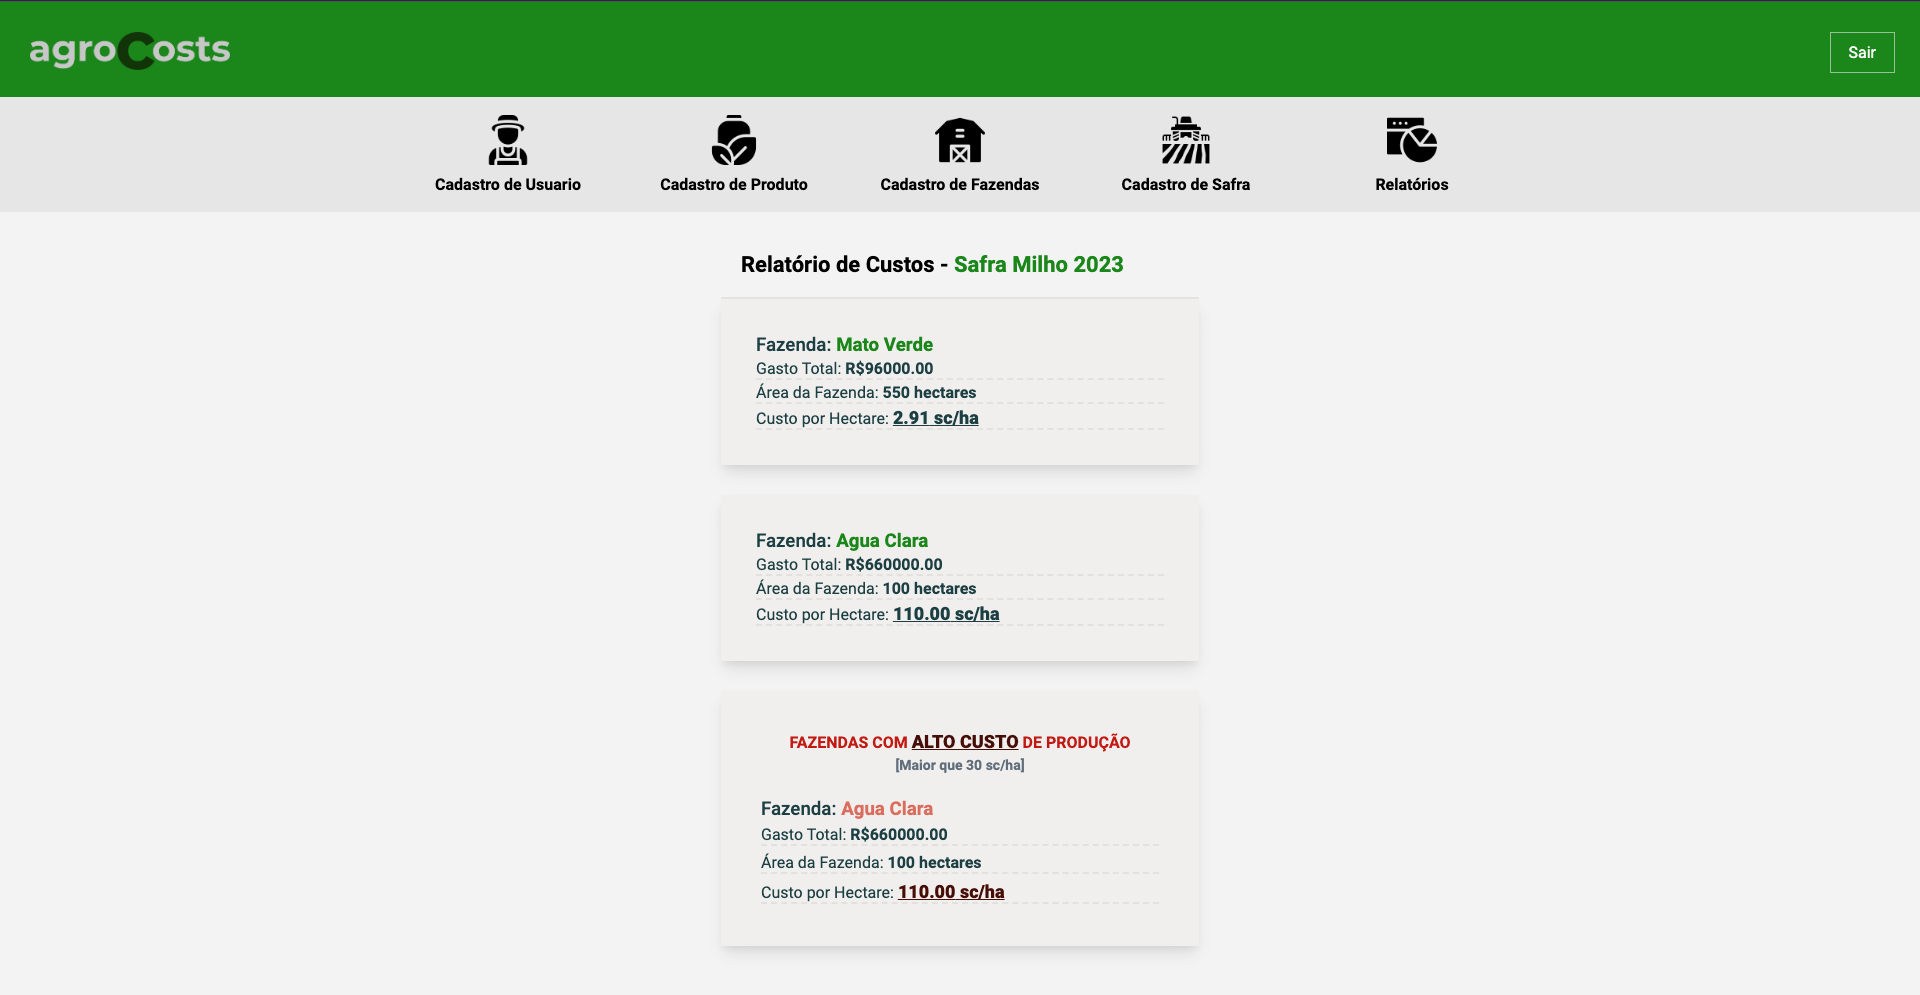 agroCosts
Sair
Cadastro de Usuario
Cadastro de Produto
Cadastro de Fazendas
Cadastro de Safra
Relatórios
Relatório de Custos - Safra Milho 2023
Fazenda: Mato Verde
Gasto Total: R$96000.00
Área da Fazenda: 550 hectares
Custo por Hectare: 2.91 sc/ha
Fazenda: Agua Clara
Gasto Total: R$660000.00
Área da Fazenda: 100 hectares
Custo por Hectare: 110.00 sc/ha
FAZENDAS COM ALTO CUSTO DE PRODUÇÃO
[Maior que 30 sc/ha]
Fazenda: Agua Clara
Gasto Total: R$660000.00
Área da Fazenda: 100 hectares
Custo por Hectare: 110.00 sc/ha